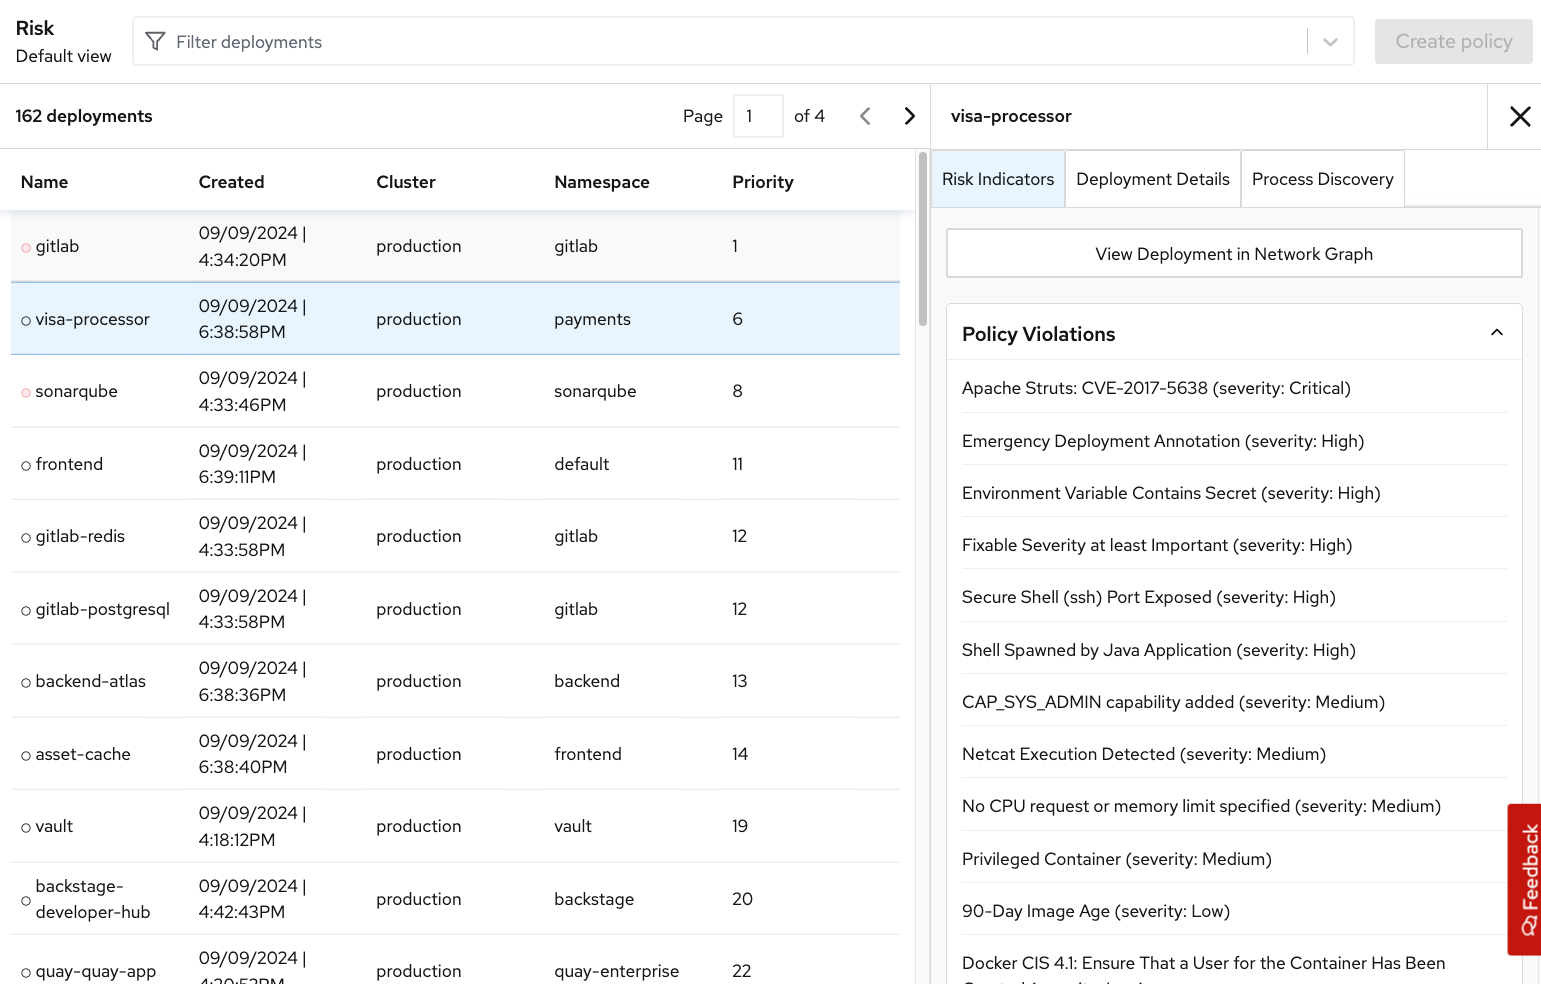 Risk
Default view
Filter deployments
Create policy
162 deployments
Page 1 of 4
visa-processor
Name Created Cluster Namespace Priority
gitlab 09/09/2024 | 4:34:20PM production gitlab 1
visa-processor 09/09/2024 | 6:38:58PM production payments 6
sonarqube 09/09/2024 | 4:33:46PM production sonarqube 8
frontend 09/09/2024 | 6:39:11PM production default 11
gitlab-redis 09/09/2024 | 4:33:58PM production gitlab 12
gitlab-postgresql 09/09/2024 | 4:33:58PM production gitlab 12
backend-atlas 09/09/2024 | 6:38:36PM production backend 13
asset-cache 09/09/2024 | 6:38:40PM production frontend 14
vault 09/09/2024 | 4:18:12PM production vault 19
backstage-developer-hub 09/09/2024 | 4:42:43PM production backstage 20
quay-quay-app 09/09/2024 | production quay-enterprise 22
Risk Indicators Deployment Details Process Discovery
View Deployment in Network Graph
Policy Violations
Apache Struts: CVE-2017-5638 (severity: Critical)
Emergency Deployment Annotation (severity: High)
Environment Variable Contains Secret (severity: High)
Fixable Severity at least Important (severity: High)
Secure Shell (ssh) Port Exposed (severity: High)
Shell Spawned by Java Application (severity: High)
CAP_SYS_ADMIN capability added (severity: Medium)
Netcat Execution Detected (severity: Medium)
No CPU request or memory limit specified (severity: Medium)
Privileged Container (severity: Medium)
90-Day Image Age (severity: Low)
Docker CIS 4.1: Ensure That a User for the Container Has Been
Feedback